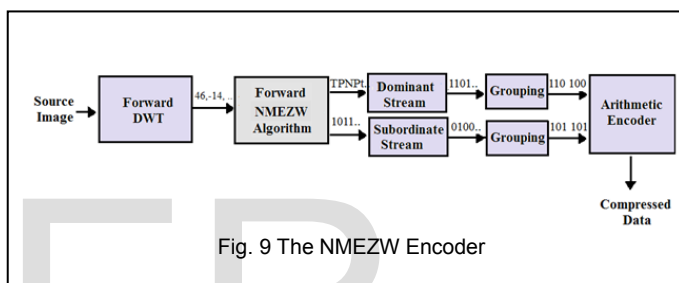 Source
Image
Forward
DWT
46,-14, ..
Forward
NMEZW
Algorithm
TPNPt..
1011..
Dominant
Stream
Subordinate
Stream
1101..
0100..
Grouping
Grouping
110 100
101 101
Arithmetic
Encoder
Compressed
Data
Fig. 9 The NMEZW Encoder